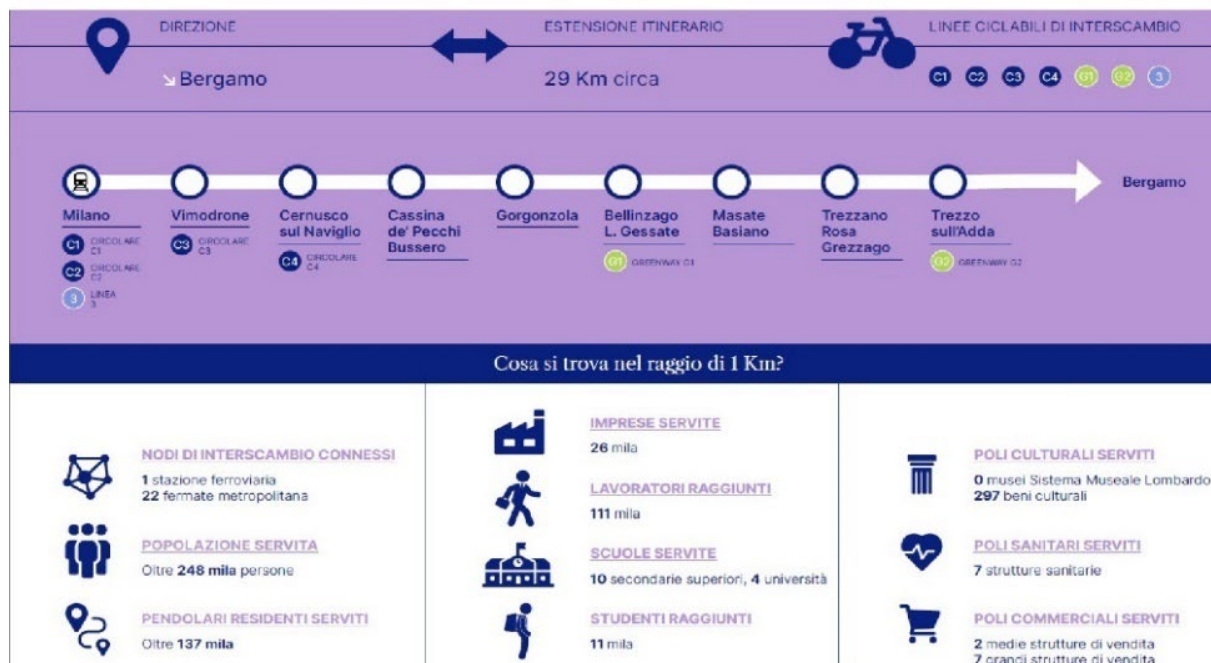 DIREZIONE
↘ Bergamo
ESTENSIONE ITINERARIO
29 Km circa
LINEE CICLABILI DI INTERSCAMBIO
C1 C2 C3 C4 G1 G2 3
Milano
C1 CIRCOLARE
C1
C2 CIRCOLARE
C2
3 LINEA
3
Vimodrone
C3 CIRCOLARE
C3
Cernusco
sul Naviglio
C4 CIRCOLARE
C4
Cassina
de' Pecchi
Bussero
Gorgonzola
Bellinzago
L. Gessate
G1 GREENWAY G1
Masate
Basiano
Trezzano
Rosa
Grezzago
Trezzo
sull'Adda
G2 GREENWAY G2
Bergamo
Cosa si trova nel raggio di 1 Km?
NODI DI INTERSCAMBIO CONNESSI
1 stazione ferroviaria
22 fermate metropolitana
POPOLAZIONE SERVITA
Oltre 248 mila persone
PENDOLARI RESIDENTI SERVITI
Oltre 137 mila
IMPRESE SERVITE
26 mila
LAVORATORI RAGGIUNTI
111 mila
SCUOLE SERVITE
10 secondarie superiori, 4 università
STUDENTI RAGGIUNTI
11 mila
POLI CULTURALI SERVITI
0 musei Sistema Museale Lombardo
297 beni culturali
POLI SANITARI SERVITI
7 strutture sanitarie
POLI COMMERCIALI SERVITI
2 medie strutture di vendita
7 grandi strutture di vendita